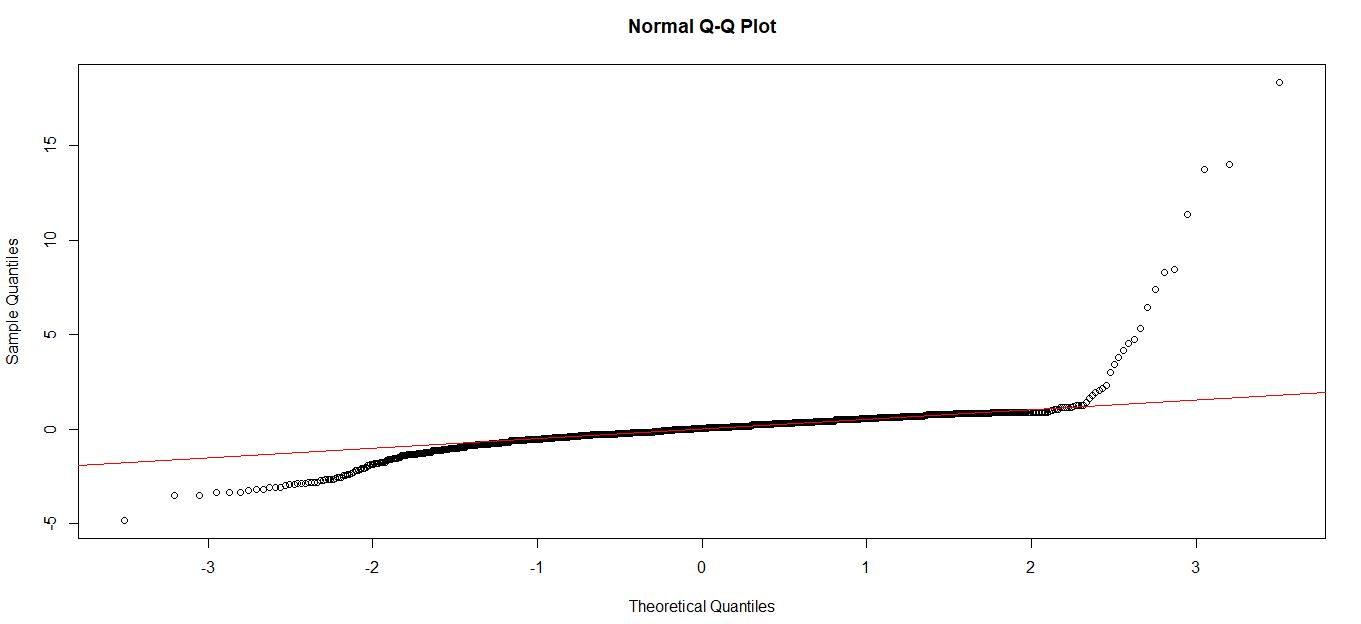 Normal Q-Q Plot
Sample Quantiles
15
10
5
0
-5
-3 -2 -1 0 1 2 3
Theoretical Quantiles